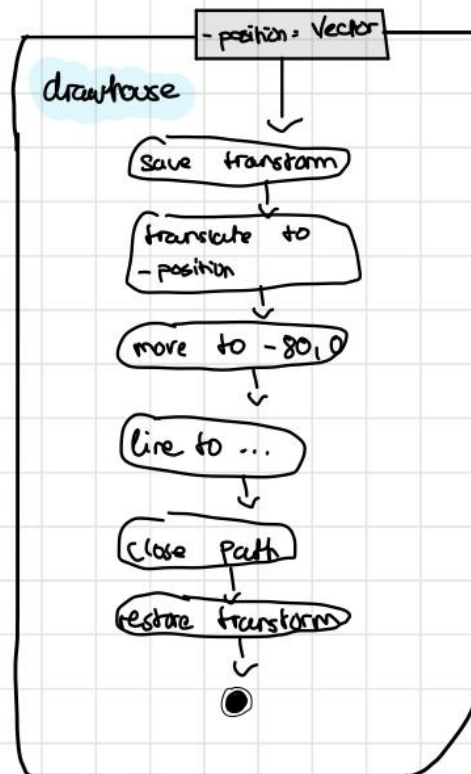 - position: Vector
drawhouse
save transform
translate to
- position
move to -80,0
line to ...
close path
restore transform